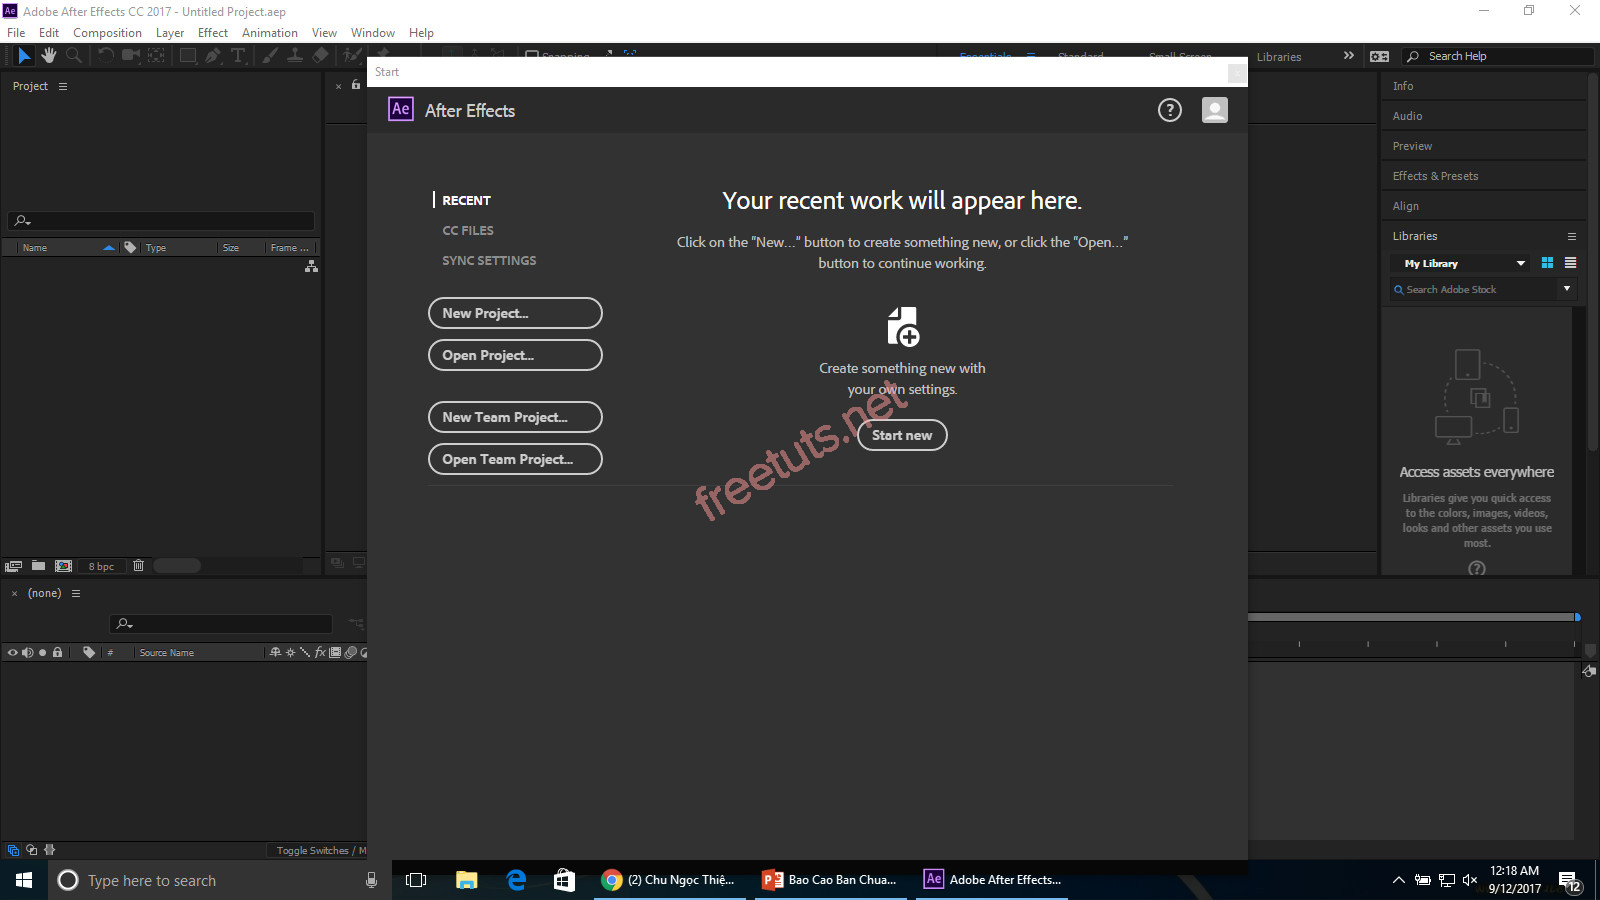 Adobe After Effects CC 2017 - Untitled Project.aep
File Edit Composition Layer Effect Animation View Window Help
Snapping Essentials Standard Small Screen Libraries Search Help
Project
Start
Ae After Effects
RECENT
CC FILES
SYNC SETTINGS
New Project...
Open Project...
New Team Project...
Open Team Project...
Your recent work will appear here.
Click on the "New..." button to create something new, or click the "Open..."
button to continue working.
Create something new with
your own settings.
Start new
freetuts.net
Name Type Size Frame ...
8 bpc
Info
Audio
Preview
Effects & Presets
Align
Libraries
My Library
Search Adobe Stock
Access assets everywhere
Libraries give you quick access
to the colors, images, videos,
looks and other assets you use
most.
(none)
# Source Name fx
Toggle Switches / M
Type here to search
(2) Chu Ngọc Thiệ...
Bao Cao Ban Chua...
Adobe After Effects...
12:18 AM
9/12/2017
12